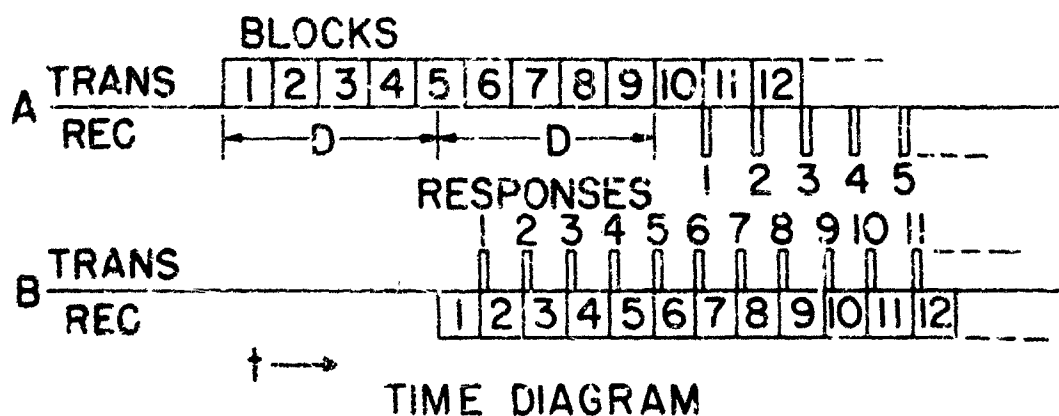 BLOCKS
TRANS 1 2 3 4 5 6 7 8 9 10 11 12
A
REC D D
1 2 3 4 5
RESPONSES
1 2 3 4 5 6 7 8 9 10 11
TRANS
B
REC 1 2 3 4 5 6 7 8 9 10 11 12
t
TIME DIAGRAM